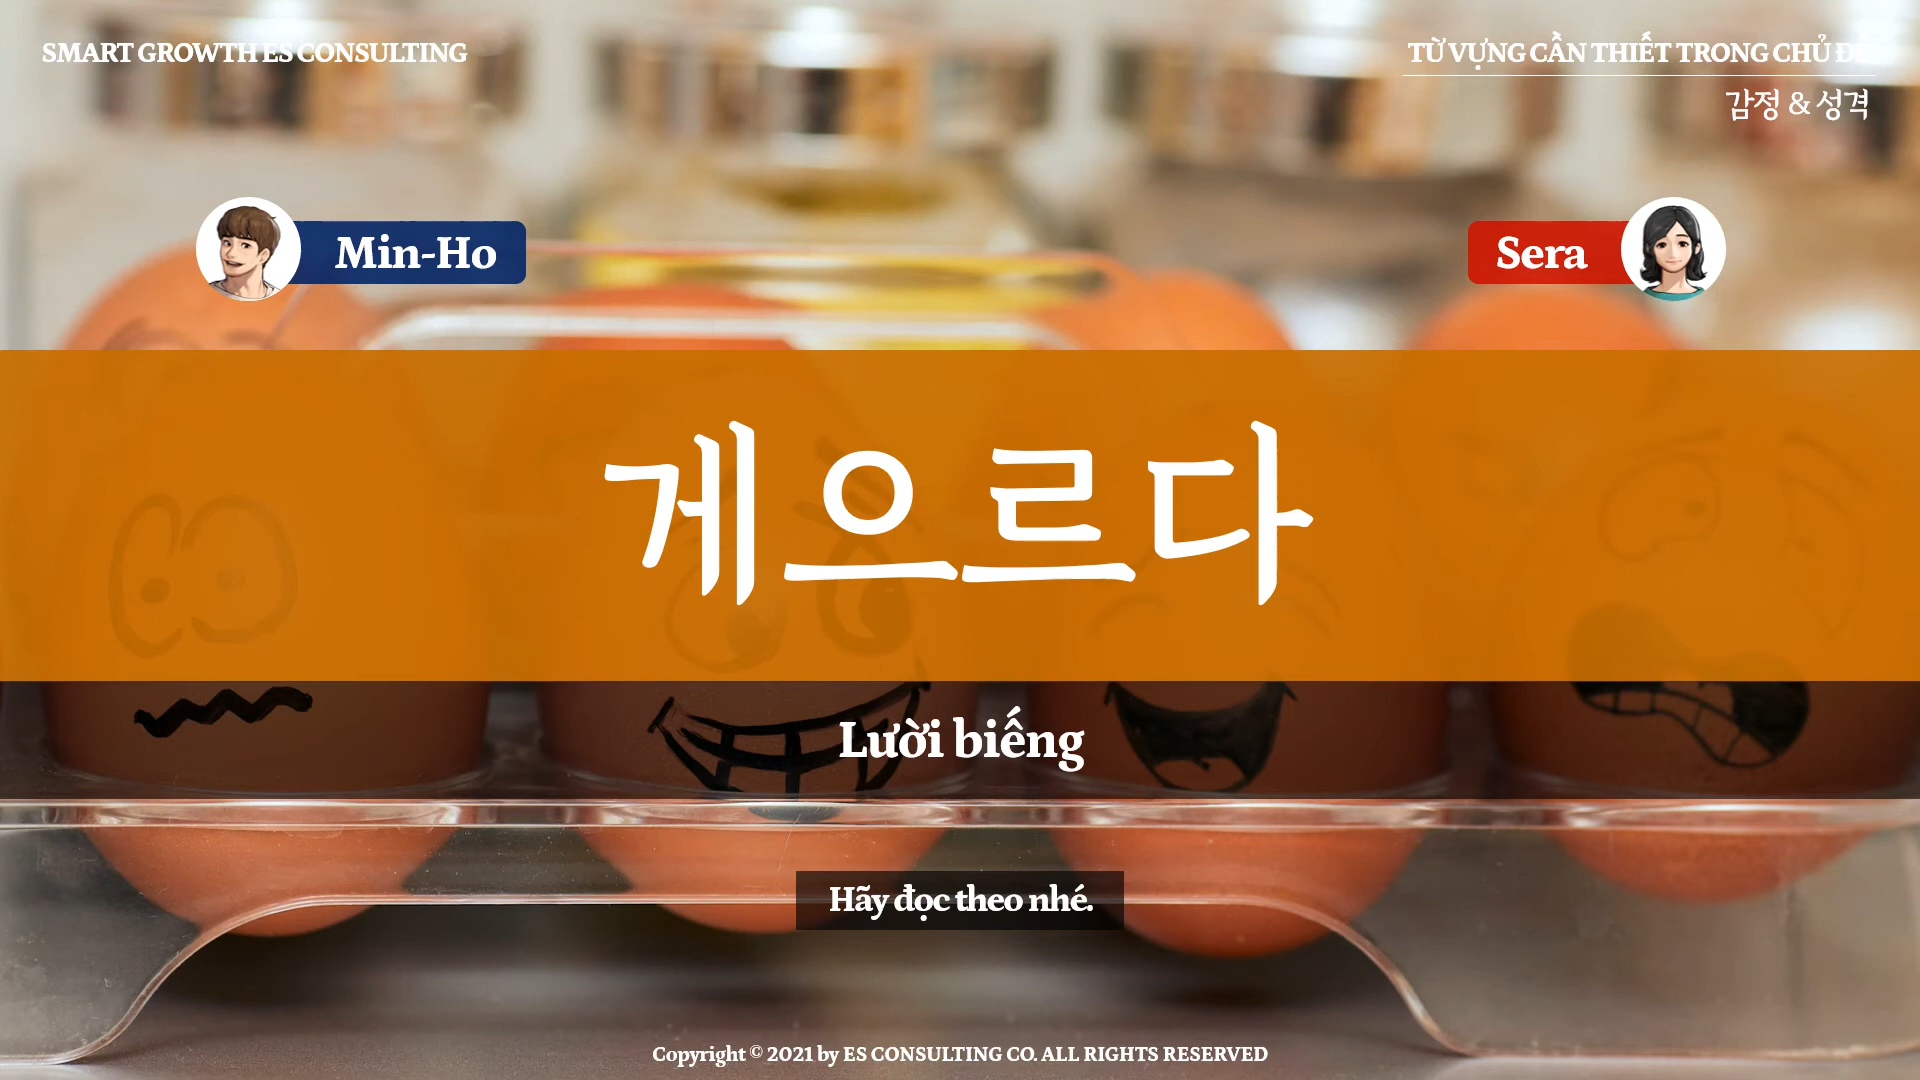 SMART GROWTH ES CONSULTING
TỪ VỰNG CẦN THIẾT TRONG CHỦ ĐỀ
감정 & 성격
Min-Ho
Sera
게으르다
Lười biếng
Hãy đọc theo nhé.
Copyright © 2021 by ES CONSULTING CO. ALL RIGHTS RESERVED